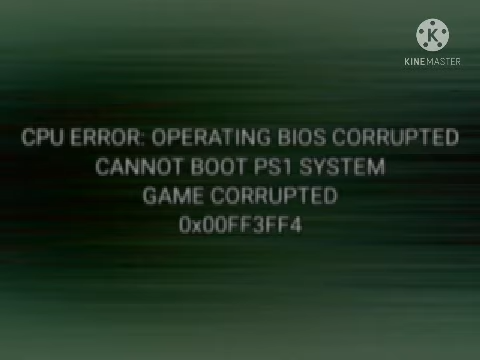 KINEMASTER
CPU ERROR: OPERATING BIOS CORRUPTED
CANNOT BOOT PS1 SYSTEM
GAME CORRUPTED
0x00FF3FF4